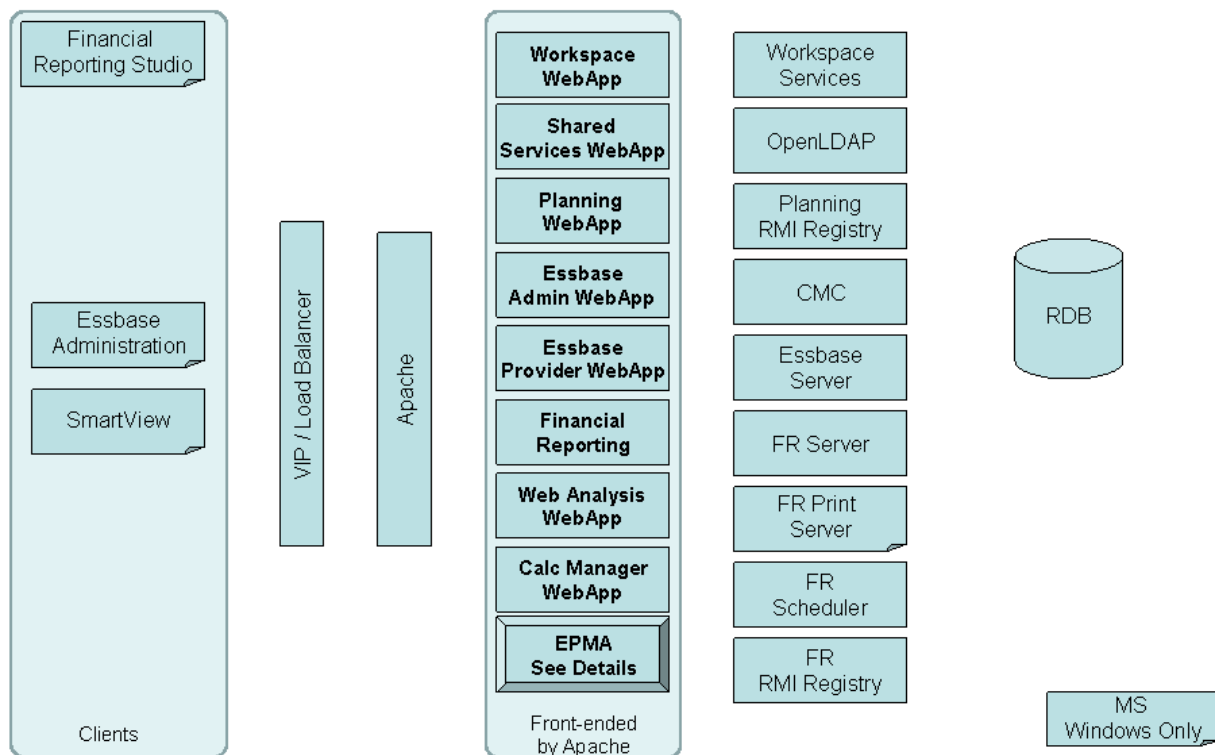 Financial
Reporting Studio
Essbase
Administration
SmartView
Clients
VIP / Load Balancer
Apache
Workspace
WebApp
Shared
Services WebApp
Planning
WebApp
Essbase
Admin WebApp
Essbase
Provider WebApp
Financial
Reporting
Web Analysis
WebApp
Calc Manager
WebApp
EPMA
See Details
Front-ended
by Apache
Workspace
Services
OpenLDAP
Planning
RMI Registry
CMC
Essbase
Server
FR Server
FR Print
Server
FR
Scheduler
FR
RMI Registry
RDB
MS
Windows Only